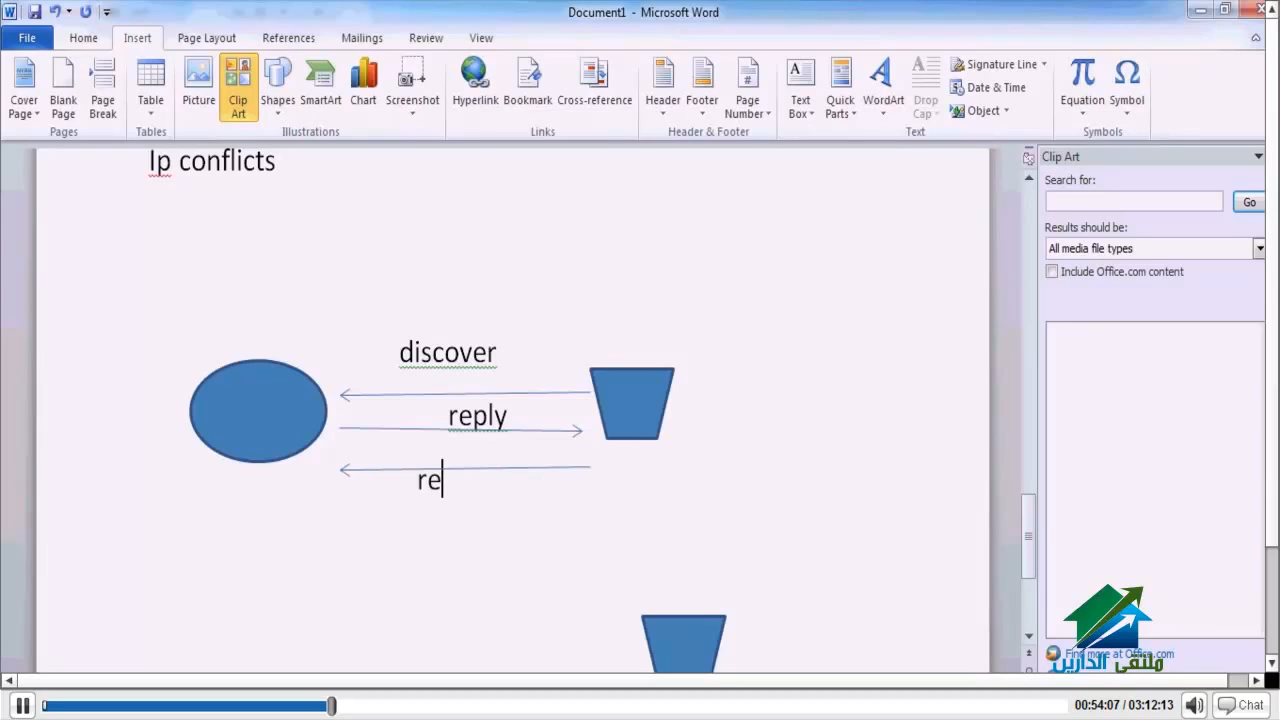 Document1 - Microsoft Word
File Home Insert Page Layout References Mailings Review View
Cover Page
Blank Page
Page Break
Table
Picture
Clip Art
Shapes
SmartArt
Chart
Screenshot
Hyperlink
Bookmark
Cross-reference
Header
Footer
Page Number
Text Box
Quick Parts
WordArt
Drop Cap
Signature Line
Date & Time
Object
Equation
Symbol
Pages Tables Illustrations Links Header & Footer Text Symbols
Ip conflicts
discover
reply
re
Clip Art
Search for:
Go
Results should be:
All media file types
Include Office.com content
Find more at Office.com
ملتقى الدارين
00:54:07 / 03:12:13
Chat